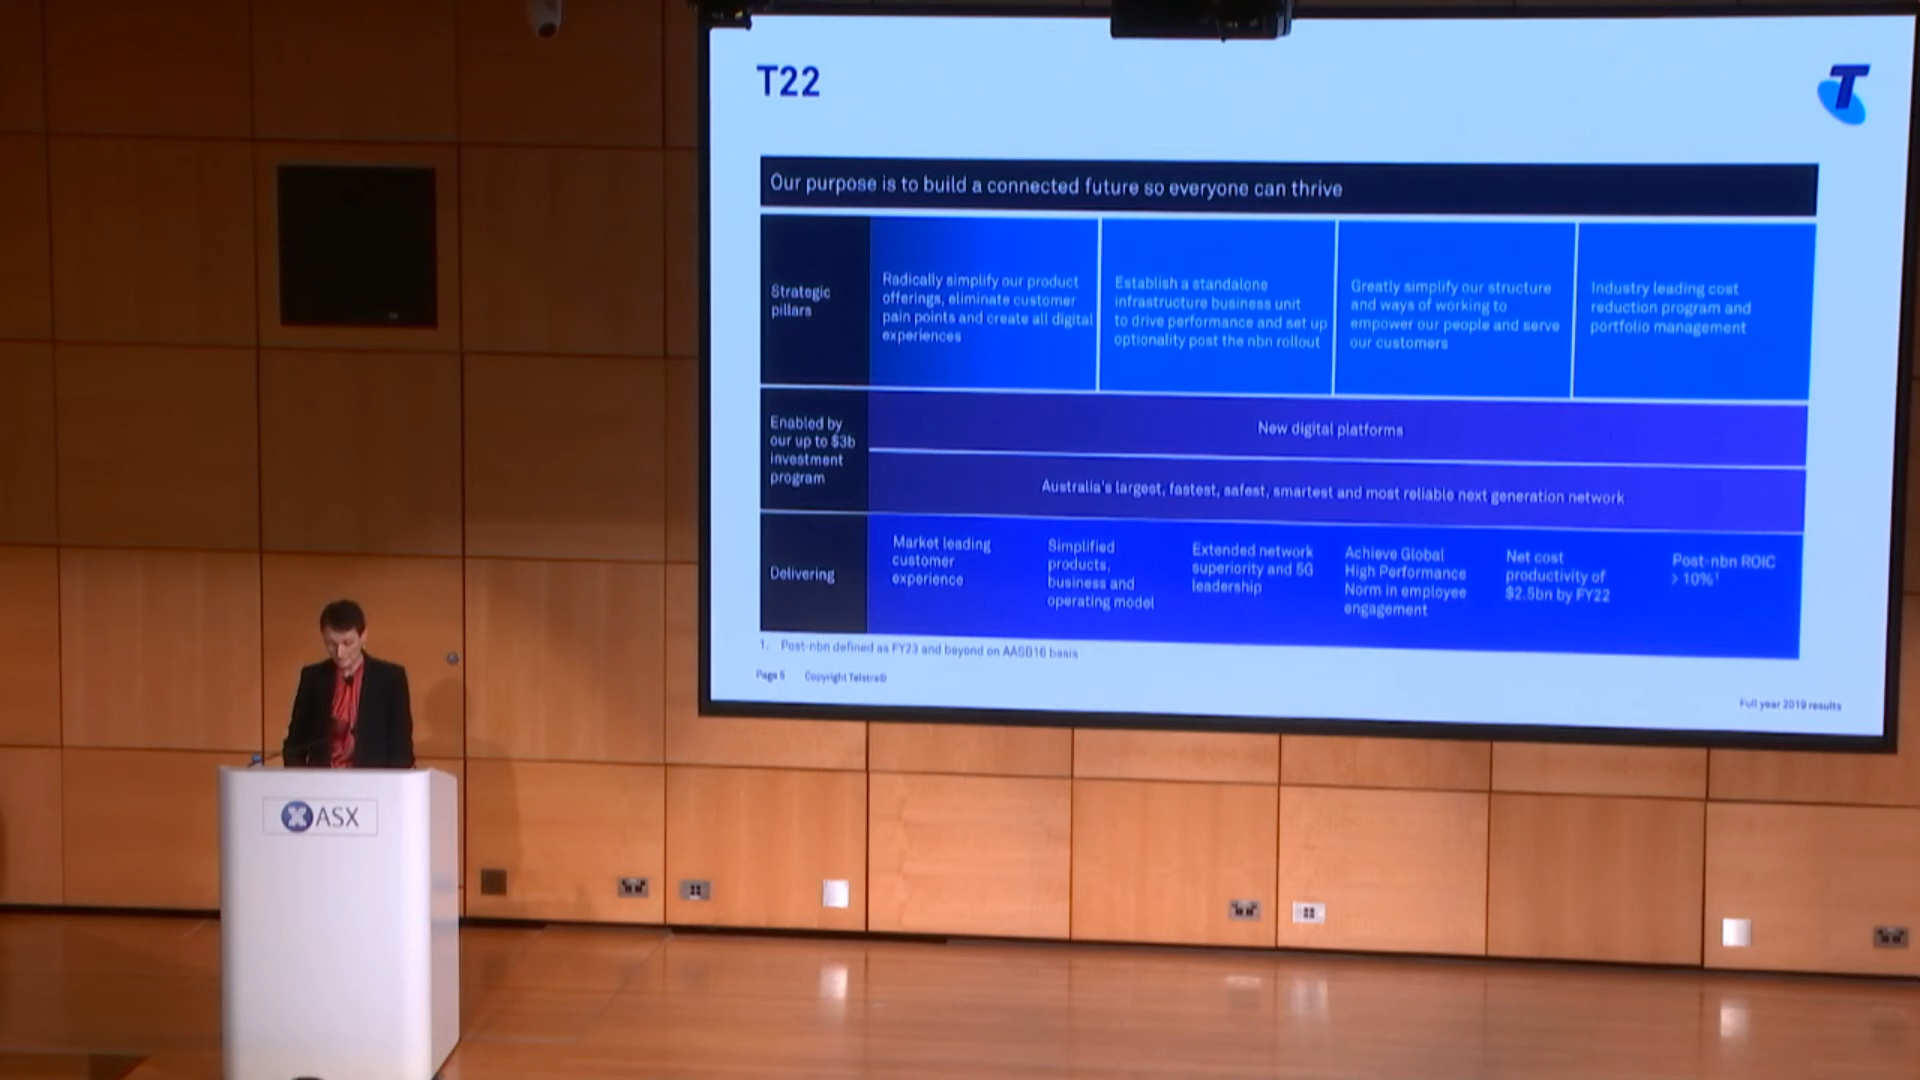 T22
T
Our purpose is to build a connected future so everyone can thrive
Strategic
pillars
Radically simplify our product
offerings, eliminate customer
pain points and create all digital
experiences
Establish a standalone
infrastructure business unit
to drive performance and set up
optionality post the nbn rollout
Greatly simplify our structure
and ways of working to
empower our people and serve
our customers
Industry leading cost
reduction program and
portfolio management
Enabled by
our up to $3b
investment
program
New digital platforms
Australia's largest, fastest, safest, smartest and most reliable next generation network
Delivering
Market leading
customer
experience
Simplified
products,
business and
operating model
Extended network
superiority and 5G
leadership
Achieve Global
High Performance
Norm in employee
engagement
Net cost
productivity of
$2.5bn by FY22
Post-nbn ROIC
> 10%¹
1. Post-nbn defined as FY23 and beyond on AASB16 basis
Page 5 Copyright Telstra©
Full year 2019 results
ASX